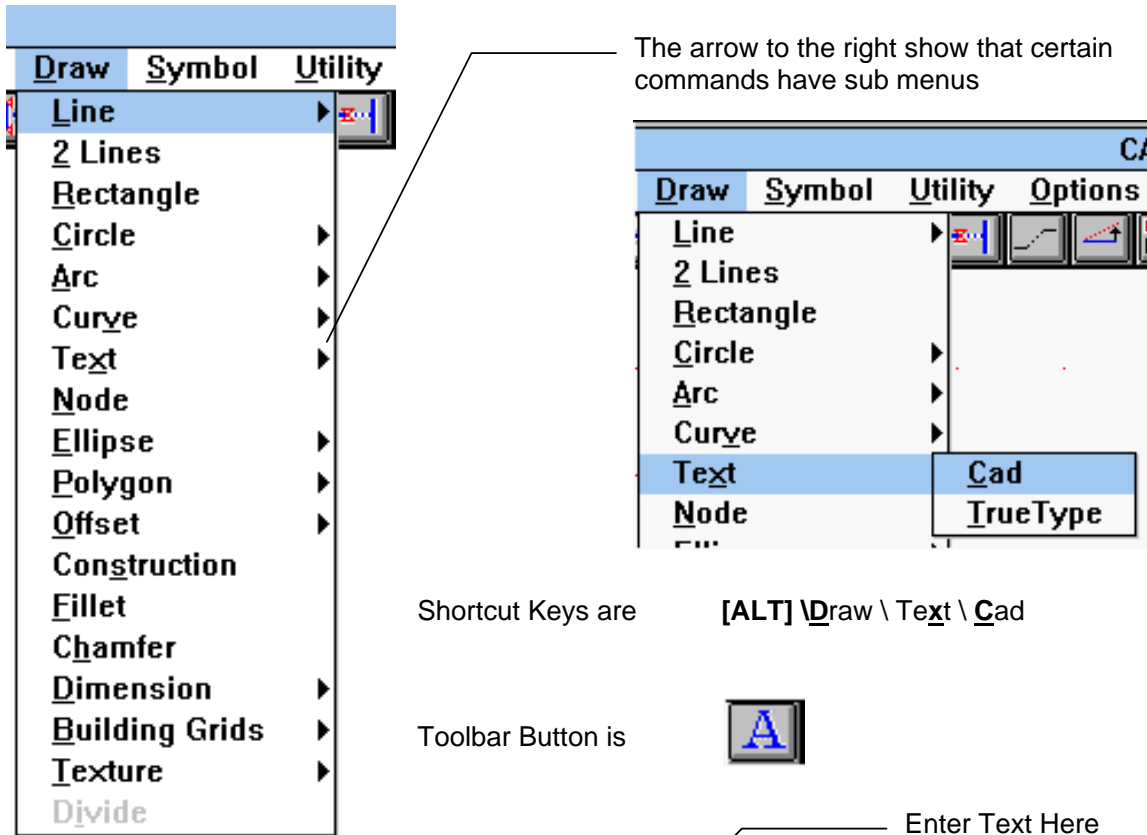 Draw Symbol Utility
Line
2 Lines
Rectangle
Circle
Arc
Curve
Text
Node
Ellipse
Polygon
Offset
Construction
Fillet
Chamfer
Dimension
Building Grids
Texture
Divide
The arrow to the right show that certain
commands have sub menus
CA
Draw Symbol Utility Options
Line
2 Lines
Rectangle
Circle
Arc
Curve
Text
Node
Cad
TrueType
Shortcut Keys are [ALT] \Draw \ Text \ Cad
Toolbar Button is A
Enter Text Here